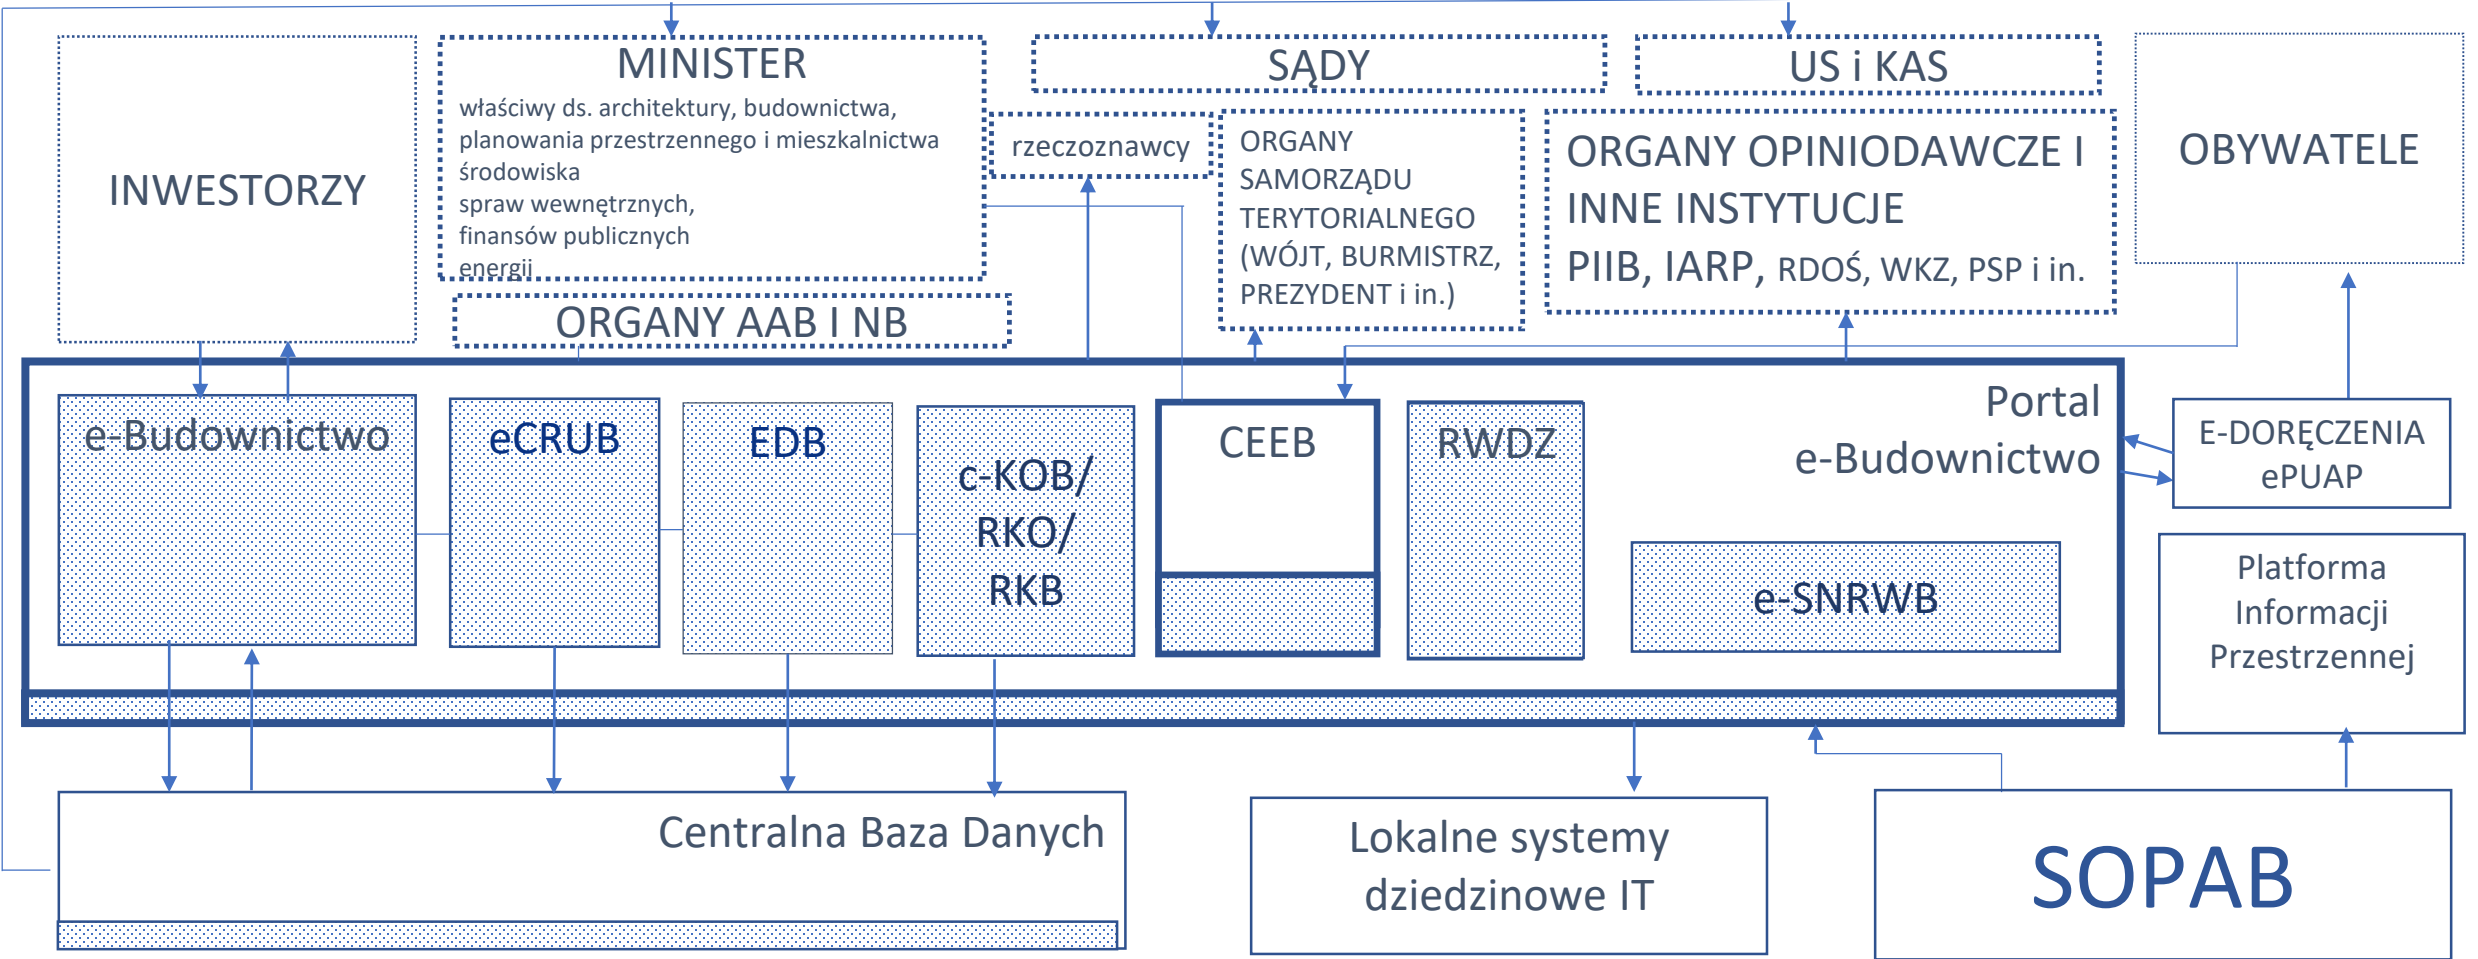 INWESTORZY
MINISTER
właściwy ds. architektury, budownictwa,
planowania przestrzennego i mieszkalnictwa
środowiska
spraw wewnętrznych,
finansów publicznych
energii
ORGANY AAB I NB
SĄDY
rzeczoznawcy
ORGANY
SAMORZĄDU
TERYTORIALNEGO
(WÓJT, BURMISTRZ,
PREZYDENT i in.)
US i KAS
ORGANY OPINIODAWCZE I
INNE INSTYTUCJE
PIIB, IARP, RDOŚ, WKZ, PSP i in.
OBYWATELE
e-Budownictwo
eCRUB
EDB
c-KOB/
RKO/
RKB
CEEB
RWDZ
Portal
e-Budownictwo
e-SNRWB
E-DORĘCZENIA
ePUAP
Platforma
Informacji
Przestrzennej
Centralna Baza Danych
Lokalne systemy
dziedzinowe IT
SOPAB